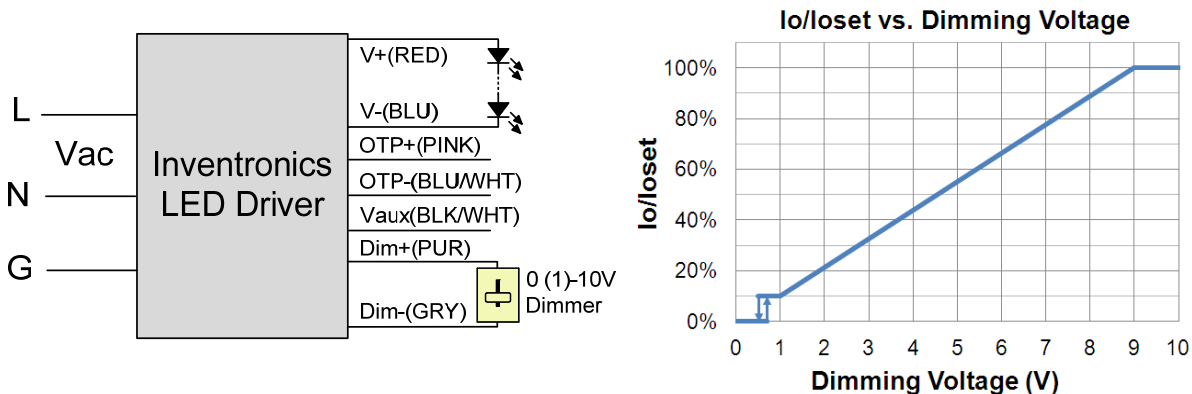 L
Vac
N
G
Inventronics
LED Driver
V+(RED)
V-(BLU)
OTP+(PINK)
OTP-(BLU/WHT)
Vaux(BLK/WHT)
Dim+(PUR)
Dim-(GRY)
0 (1)-10V
Dimmer
Io/Ioset vs. Dimming Voltage
Io/Ioset
100%
80%
60%
40%
20%
0%
0 1 2 3 4 5 6 7 8 9 10
Dimming Voltage (V)